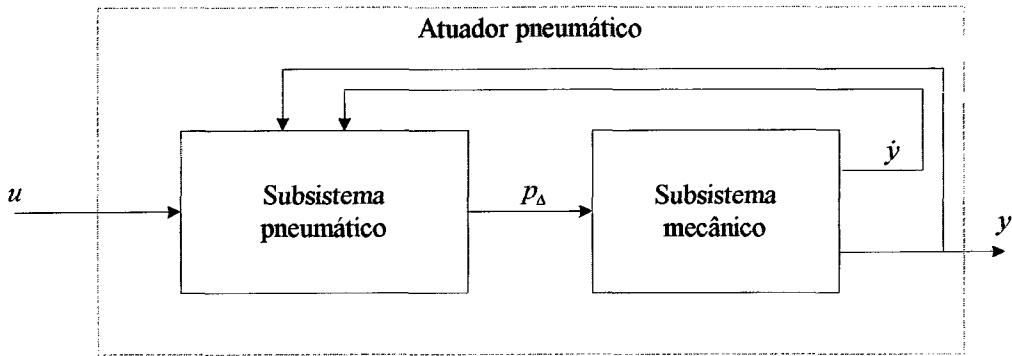 Atuador pneumático
u
Subsistema
pneumático
p_Δ
Subsistema
mecânico
ẏ
y